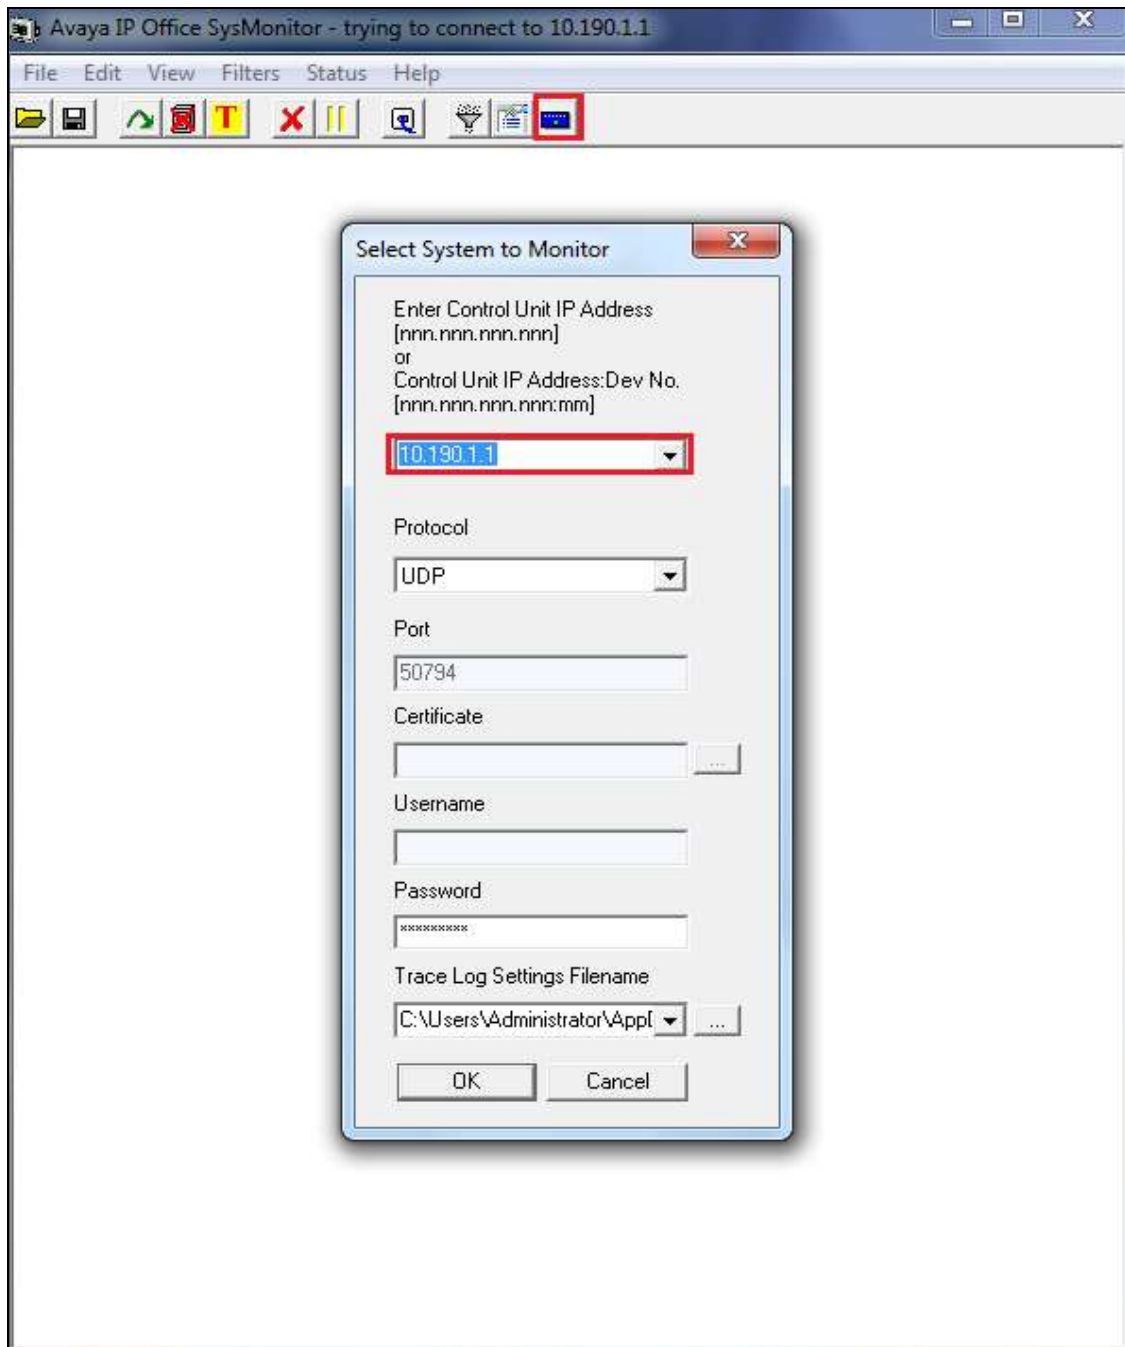 Avaya IP Office SysMonitor - trying to connect to 10.190.1.1
File Edit View Filters Status Help
T
Select System to Monitor
Enter Control Unit IP Address
[nnn.nnn.nnn.nnn]
or
Control Unit IP Address:Dev No.
[nnn.nnn.nnn.nnn:mm]
10.190.1.1
Protocol
UDP
Port
50794
Certificate
...
Username
Password
*********
Trace Log Settings Filename
C:\Users\Administrator\App
...
OK Cancel